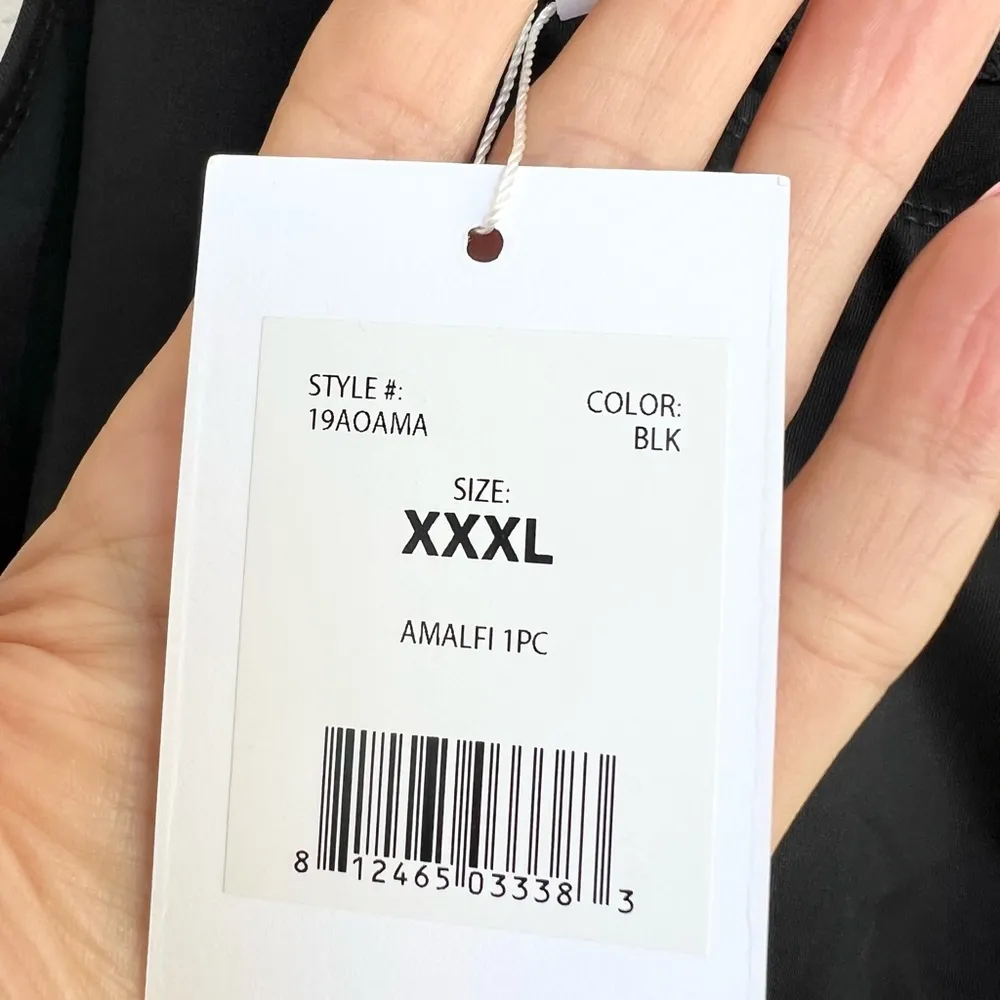 STYLE #:
19AOAMA
COLOR:
BLK
SIZE:
XXXL
AMALFI 1PC
8 12465 03338 3